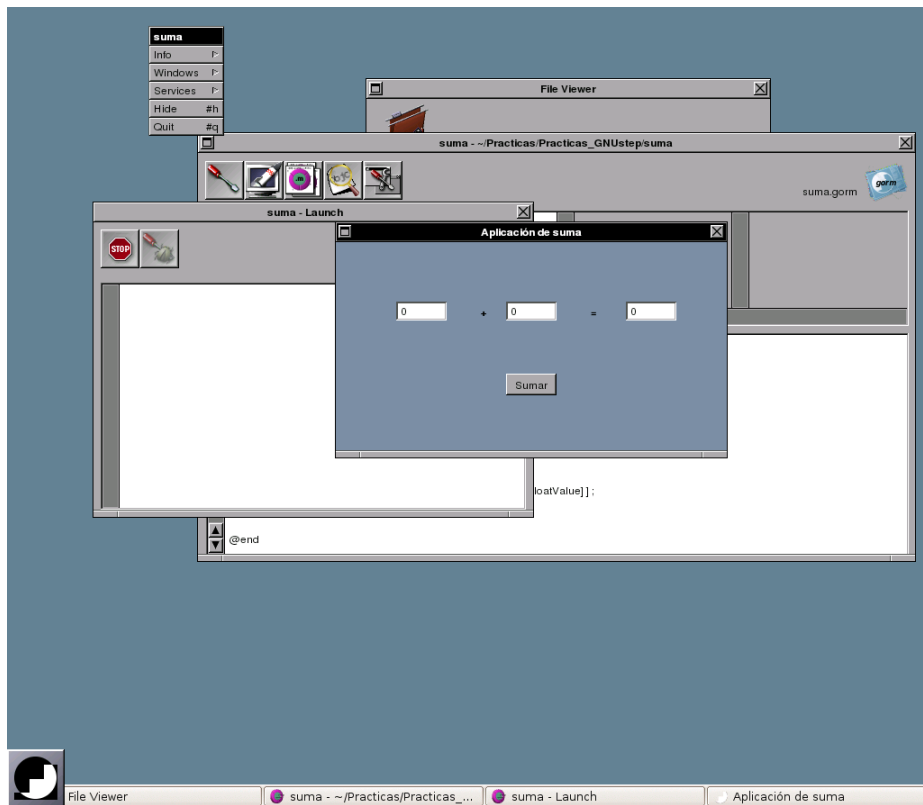 suma
Info
Windows
Services
Hide #h
Quit #q
File Viewer
suma - ~/Practicas/Practicas_GNUstep/suma
suma.gorm
gorm
suma - Launch
STOP
Aplicación de suma
0 + 0 = 0
Sumar
loatValue]];
@end
File Viewer
suma - ~/Practicas/Practicas_...
suma - Launch
Aplicación de suma